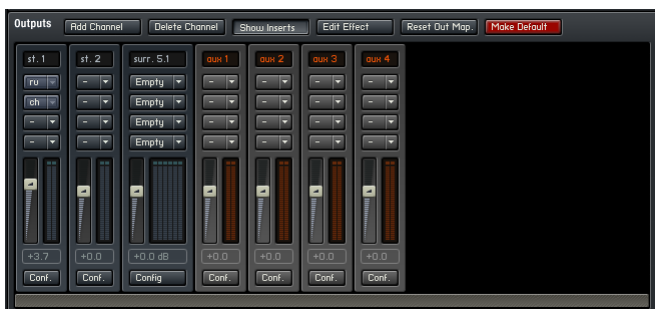 Outputs Add Channel Delete Channel Show Inserts Edit Effect Reset Out Map. Make Default
st. 1 st. 2 surr. 5.1 aux 1 aux 2 aux 3 aux 4
ru - Empty - - - -
ch - Empty - - - -
- - Empty - - - -
- - Empty - - - -
+3.7 +0.0 +0.0 dB +0.0 +0.0 +0.0 +0.0
Conf. Conf. Config Conf. Conf. Conf. Conf.